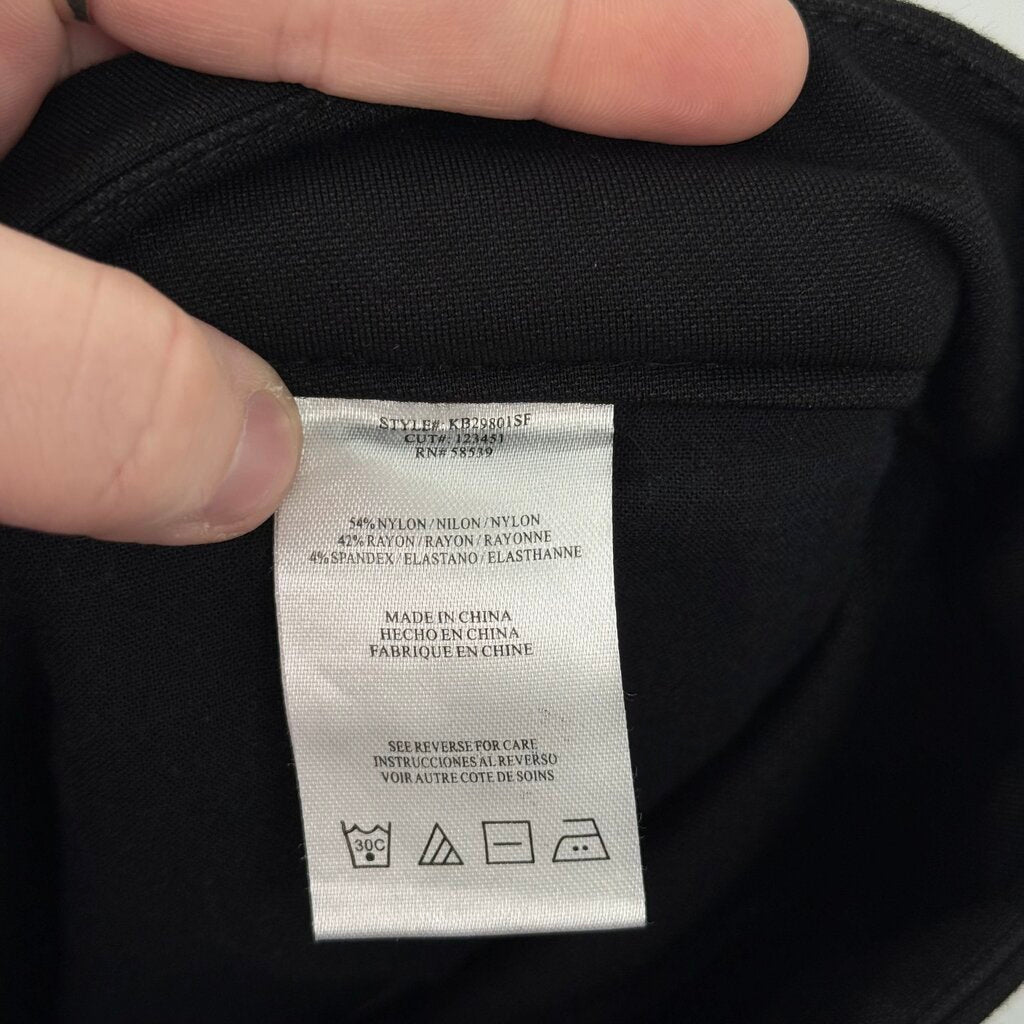 STYLE#: KB29801SF
CUT#: 123451
RN# 58539
54% NYLON / NILON / NYLON
42% RAYON / RAYON / RAYONNE
4% SPANDEX / ELASTANO / ELASTHANNE
MADE IN CHINA
HECHO EN CHINA
FABRIQUE EN CHINE
SEE REVERSE FOR CARE
INSTRUCCIONES AL REVERSO
VOIR AUTRE COTE DE SOINS
30C